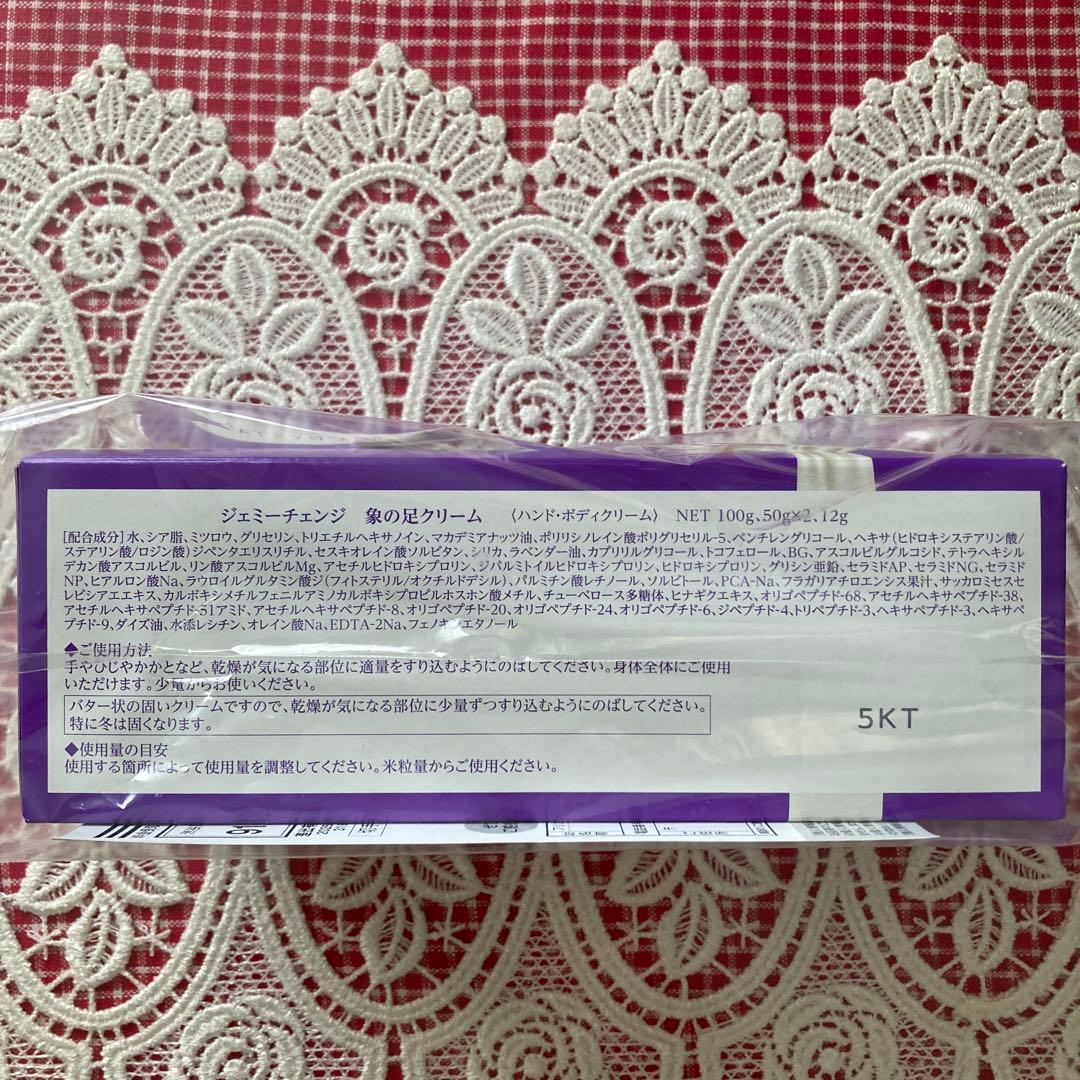 ジェミーチェンジ 象の足クリーム 〈ハンド・ボディクリーム〉 NET 100g、50g×2、12g
[配合成分]水、シア脂、ミツロウ、グリセリン、トリエチルヘキサノイン、マカデミアナッツ油、ポリリシノレイン酸ポリグリセリル-5、ペンチレングリコール、ヘキサ(ヒドロキシステアリン酸/
ステアリン酸/ロジン酸)ジペンタエリスリチル、セスキオレイン酸ソルビタン、シリカ、ラベンダー油、カプリリルグリコール、トコフェロール、BG、アスコルビルグルコシド、テトラヘキシル
デカン酸アスコルビル、リン酸アスコルビルMg、アセチルヒドロキシプロリン、ジパルミトイルヒドロキシプロリン、ヒドロキシプロリン、グリシン亜鉛、セラミドAP、セラミドNG、セラミド
NP、ヒアルロン酸Na、ラウロイルグルタミン酸ジ(フィトステリル/オクチルドデシル)、パルミチン酸レチノール、ソルビトール、PCA-Na、フラガリアチロエンシス果汁、サッカロミセスセ
レビシアエエキス、カルボキシメチルフェニルアミノカルボキシプロピルホスホン酸メチル、チューベロース多糖体、ヒナギクエキス、オリゴペプチド-68、アセチルヘキサペプチド-38、
アセチルヘキサペプチド-51アミド、アセチルヘキサペプチド-8、オリゴペプチド-20、オリゴペプチド-24、オリゴペプチド-6、ジペプチド-4、トリペプチド-3、ヘキサペプチド-3、ヘキサペ
プチド-9、ダイズ油、水添レシチン、オレイン酸Na、EDTA-2Na、フェノキシエタノール
◆ご使用方法
手やひじやかかとなど、乾燥が気になる部位に適量をすり込むようにのばしてください。身体全体にご使用
いただけます。少量からお使いください。
バター状の固いクリームですので、乾燥が気になる部位に少量ずつすり込むようにのばしてください。
特に冬は固くなります。
5KT
◆使用量の目安
使用する箇所によって使用量を調整してください。米粒量からご使用ください。